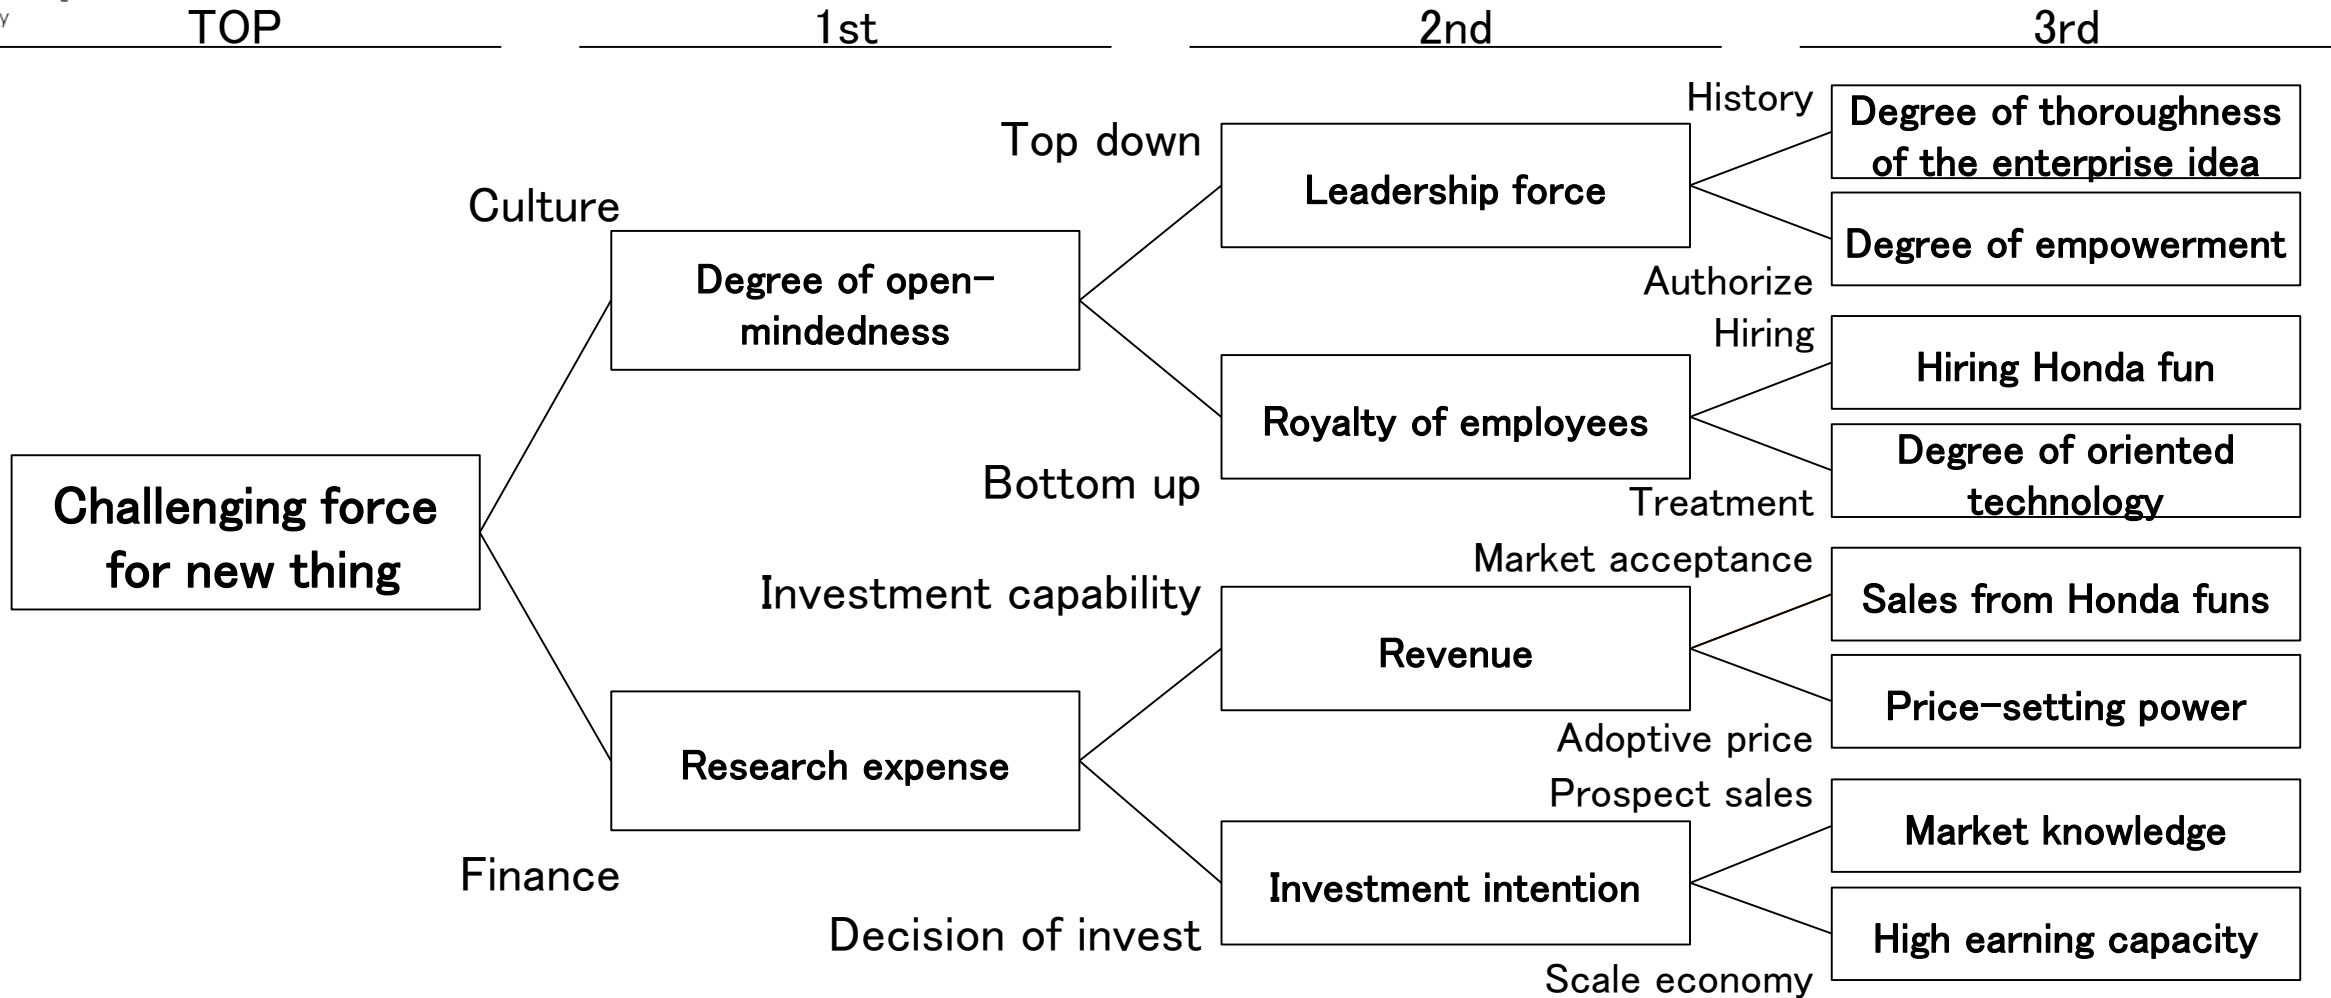 TOP
1st
2nd
3rd
History
Degree of thoroughness
of the enterprise idea
Top down
Leadership force
Culture
Degree of empowerment
Authorize
Degree of open-
mindedness
Hiring
Hiring Honda fun
Royalty of employees
Bottom up
Degree of oriented
technology
Treatment
Challenging force
for new thing
Market acceptance
Investment capability
Sales from Honda funs
Revenue
Price-setting power
Adoptive price
Research expense
Prospect sales
Market knowledge
Finance
Investment intention
Decision of invest
High earning capacity
Scale economy